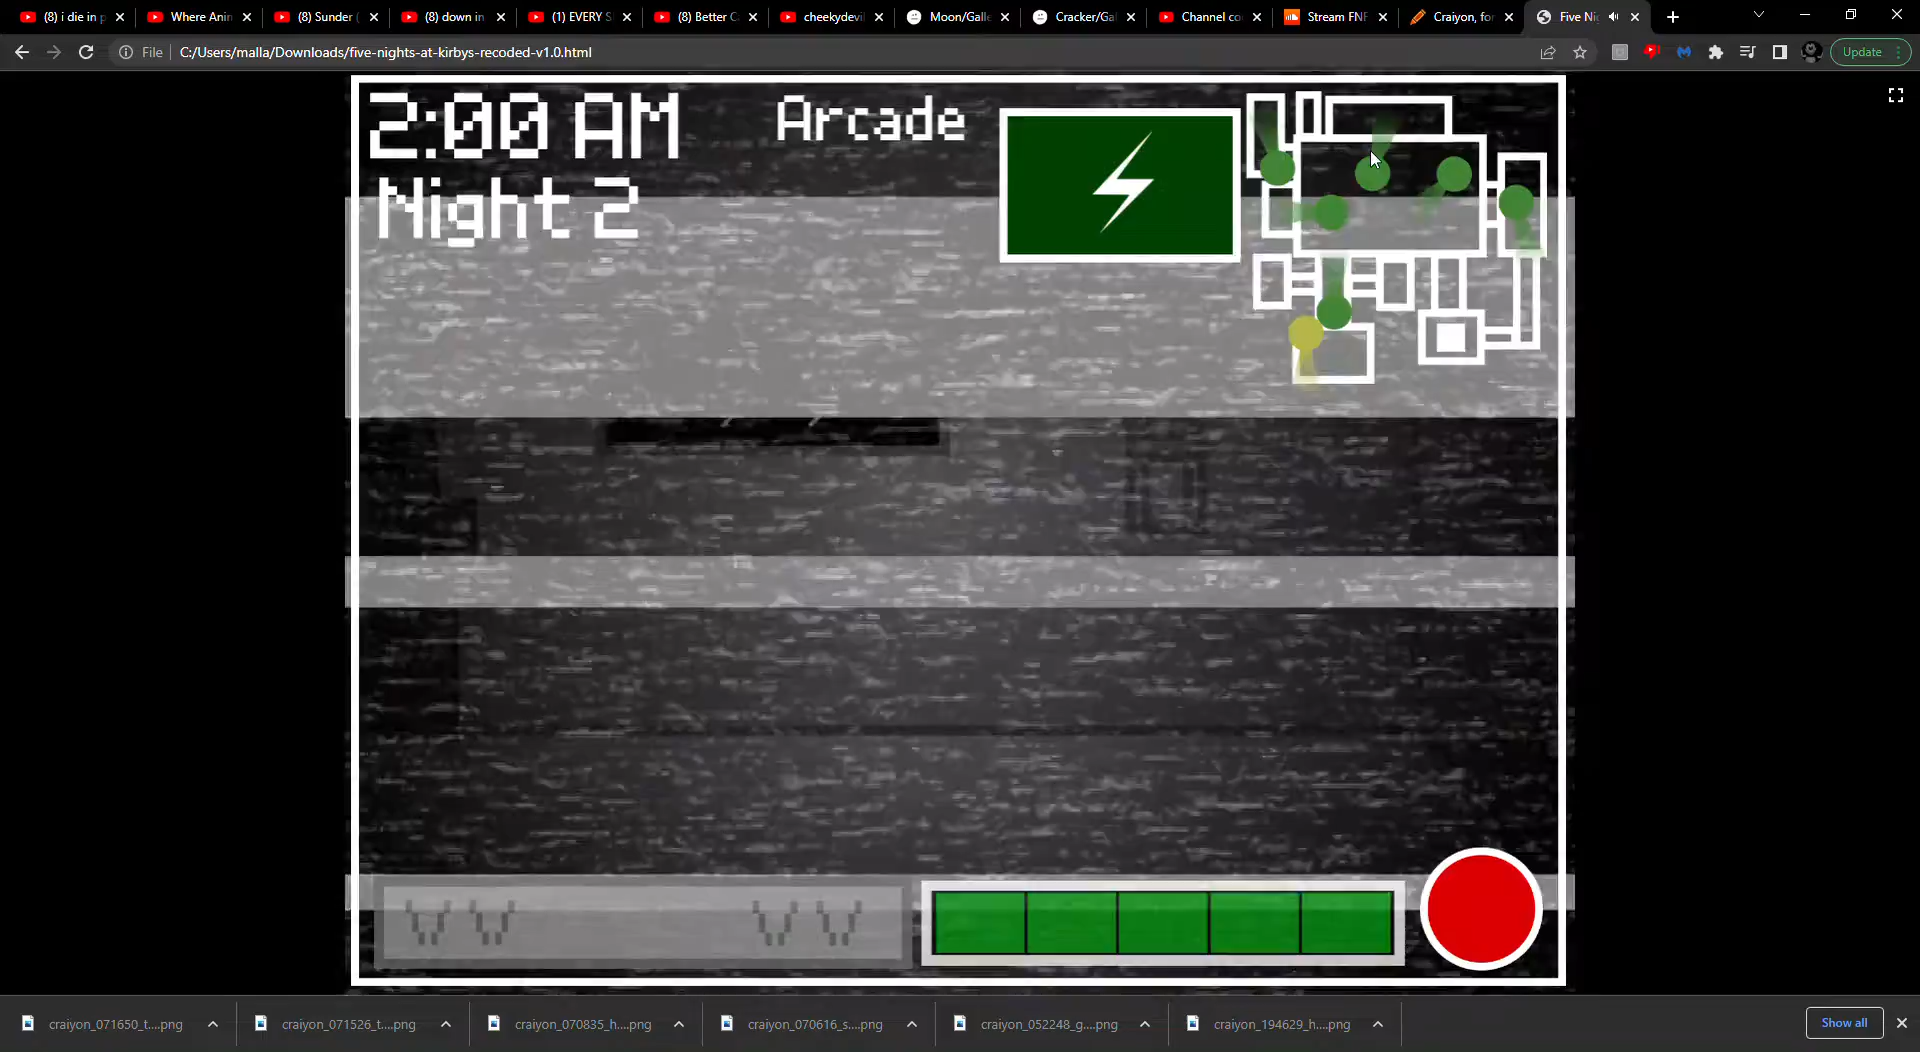 (8) i die in p
Where Anin
(8) Sunder (
(8) down in
(1) EVERY S
(8) Better C
cheekydevil
Moon/Galle
Cracker/Gal
Channel co
Stream FNF
Craiyon, for
Five Nig
File
C:/Users/malla/Downloads/five-nights-at-kirbys-recoded-v1.0.html
Update
2:00 AM
Arcade
Night 2
craiyon_071650_t....png
craiyon_071526_t....png
craiyon_070835_h....png
craiyon_070616_s....png
craiyon_052248_g....png
craiyon_194629_h....png
Show all